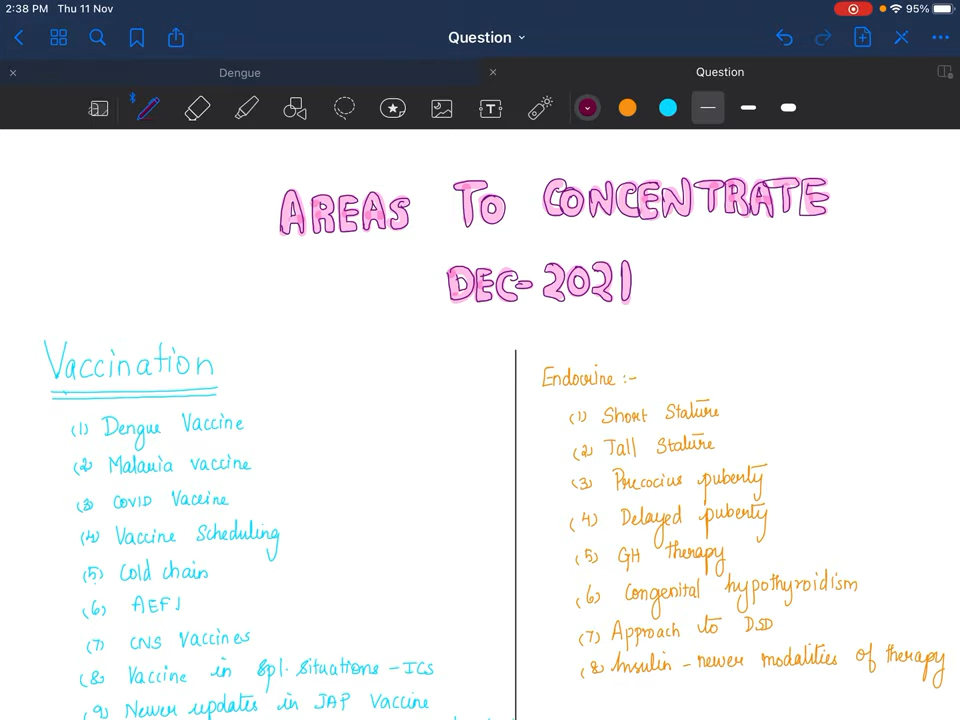 2:38 PM Thu 11 Nov
95%
Question
Dengue
Question
T
AREAS TO CONCENTRATE
DEC-2021
Vaccination
(1) Dengue Vaccine
(2) Malaria vaccine
(3) COVID Vaccine
(4) Vaccine Scheduling
(5) Cold chain
(6) AEFI
(7) CNS Vaccines
(8) Vaccine in Spl. Situations - ICs
(9) Newer updates in IAP Vaccine
Endocrine :-
(1) Short Stature
(2) Tall Stature
(3) Precocius puberty
(4) Delayed puberty
(5) GH therapy
(6) Congenital hypothyroidism
(7) Approach to DSD
(8) Insulin - newer modalities of therapy